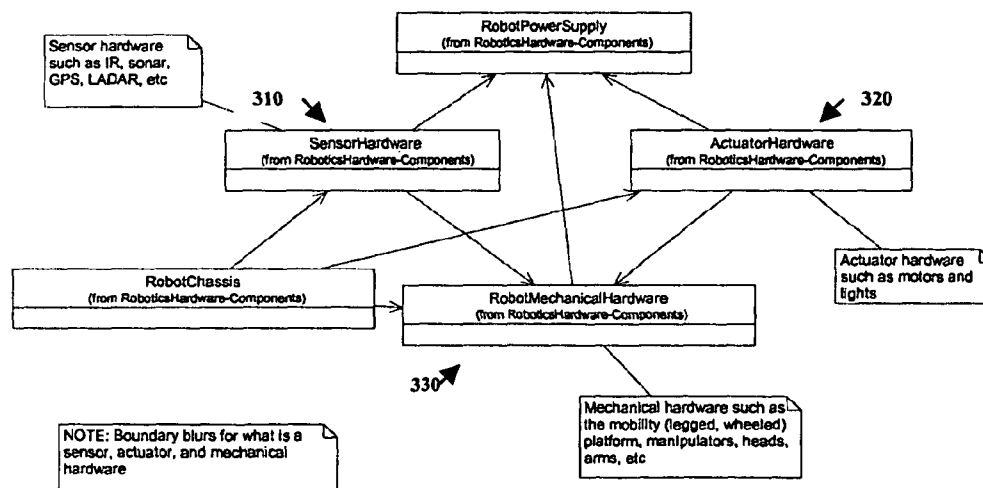 RobotPowerSupply
(from RoboticsHardware-Components)
Sensor hardware
such as IR, sonar,
GPS, LADAR, etc
310
320
SensorHardware
(from RoboticsHardware-Components)
ActuatorHardware
(from RoboticsHardware-Components)
RobotChassis
(from RoboticsHardware-Components)
RobotMechanicalHardware
(from RoboticsHardware-Components)
Actuator hardware
such as motors and
lights
330
Mechanical hardware such as
the mobility (legged, wheeled)
platform, manipulators, heads,
arms, etc
NOTE: Boundary blurs for what is a
sensor, actuator, and mechanical
hardware